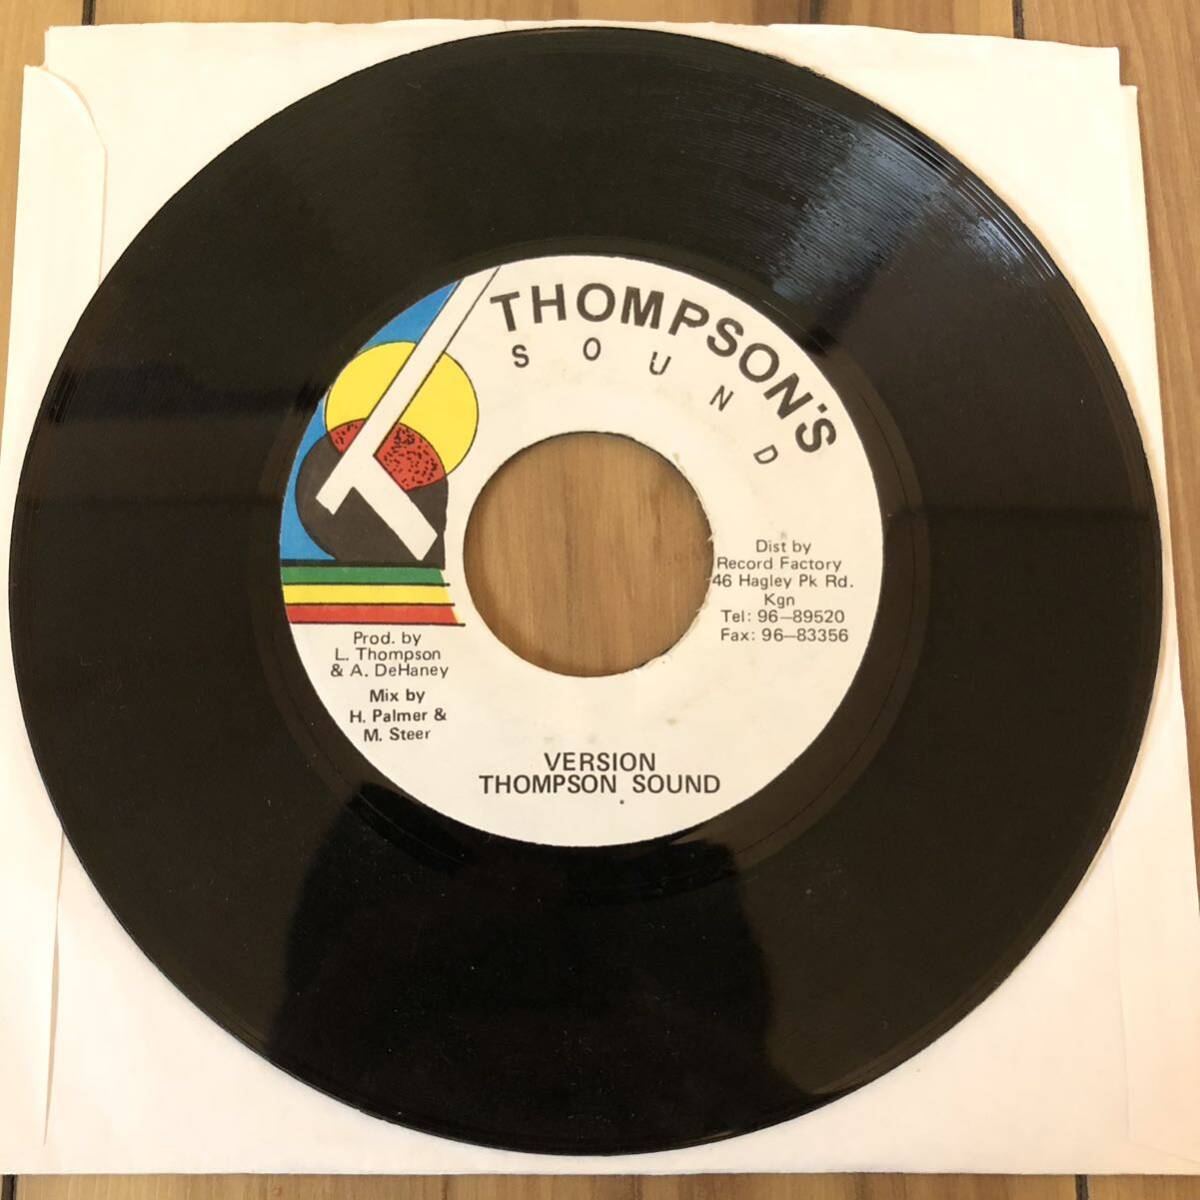 THOMPSON'S
SOUND
Dist by
Record Factory
46 Hagley Pk Rd.
Kgn
Tel: 96-89520
Fax: 96-83356
Prod. by
L. Thompson
& A. DeHaney
Mix by
H. Palmer &
M. Steer
VERSION
THOMPSON SOUND